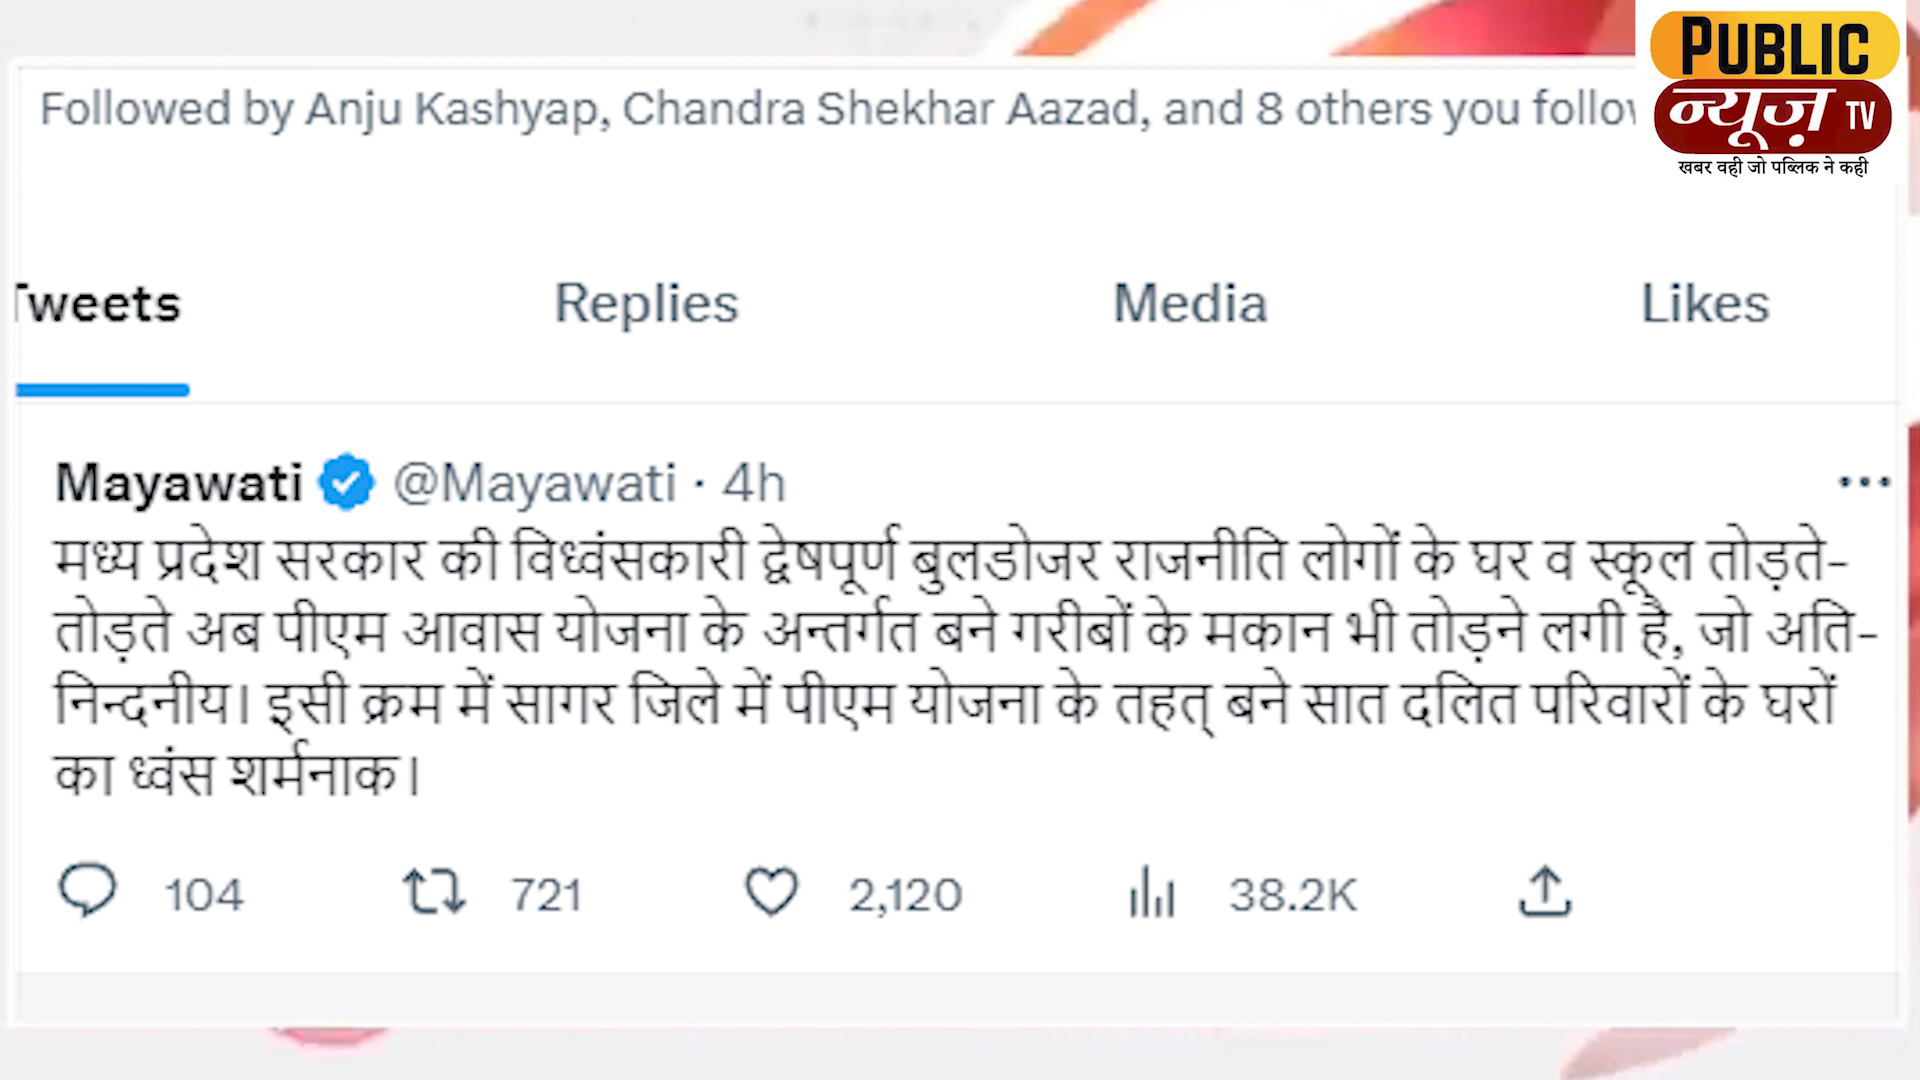 PUBLIC
न्यूज़ TV
खबर वही जो पब्लिक ने कही
Followed by Anju Kashyap, Chandra Shekhar Aazad, and 8 others you follow
Tweets Replies Media Likes
Mayawati @Mayawati · 4h
मध्य प्रदेश सरकार की विध्वंसकारी द्वेषपूर्ण बुलडोजर राजनीति लोगों के घर व स्कूल तोड़ते-
तोड़ते अब पीएम आवास योजना के अन्तर्गत बने गरीबों के मकान भी तोड़ने लगी है, जो अति-
निन्दनीय। इसी क्रम में सागर जिले में पीएम योजना के तहत् बने सात दलित परिवारों के घरों
का ध्वंस शर्मनाक।
104 721 2,120 38.2K